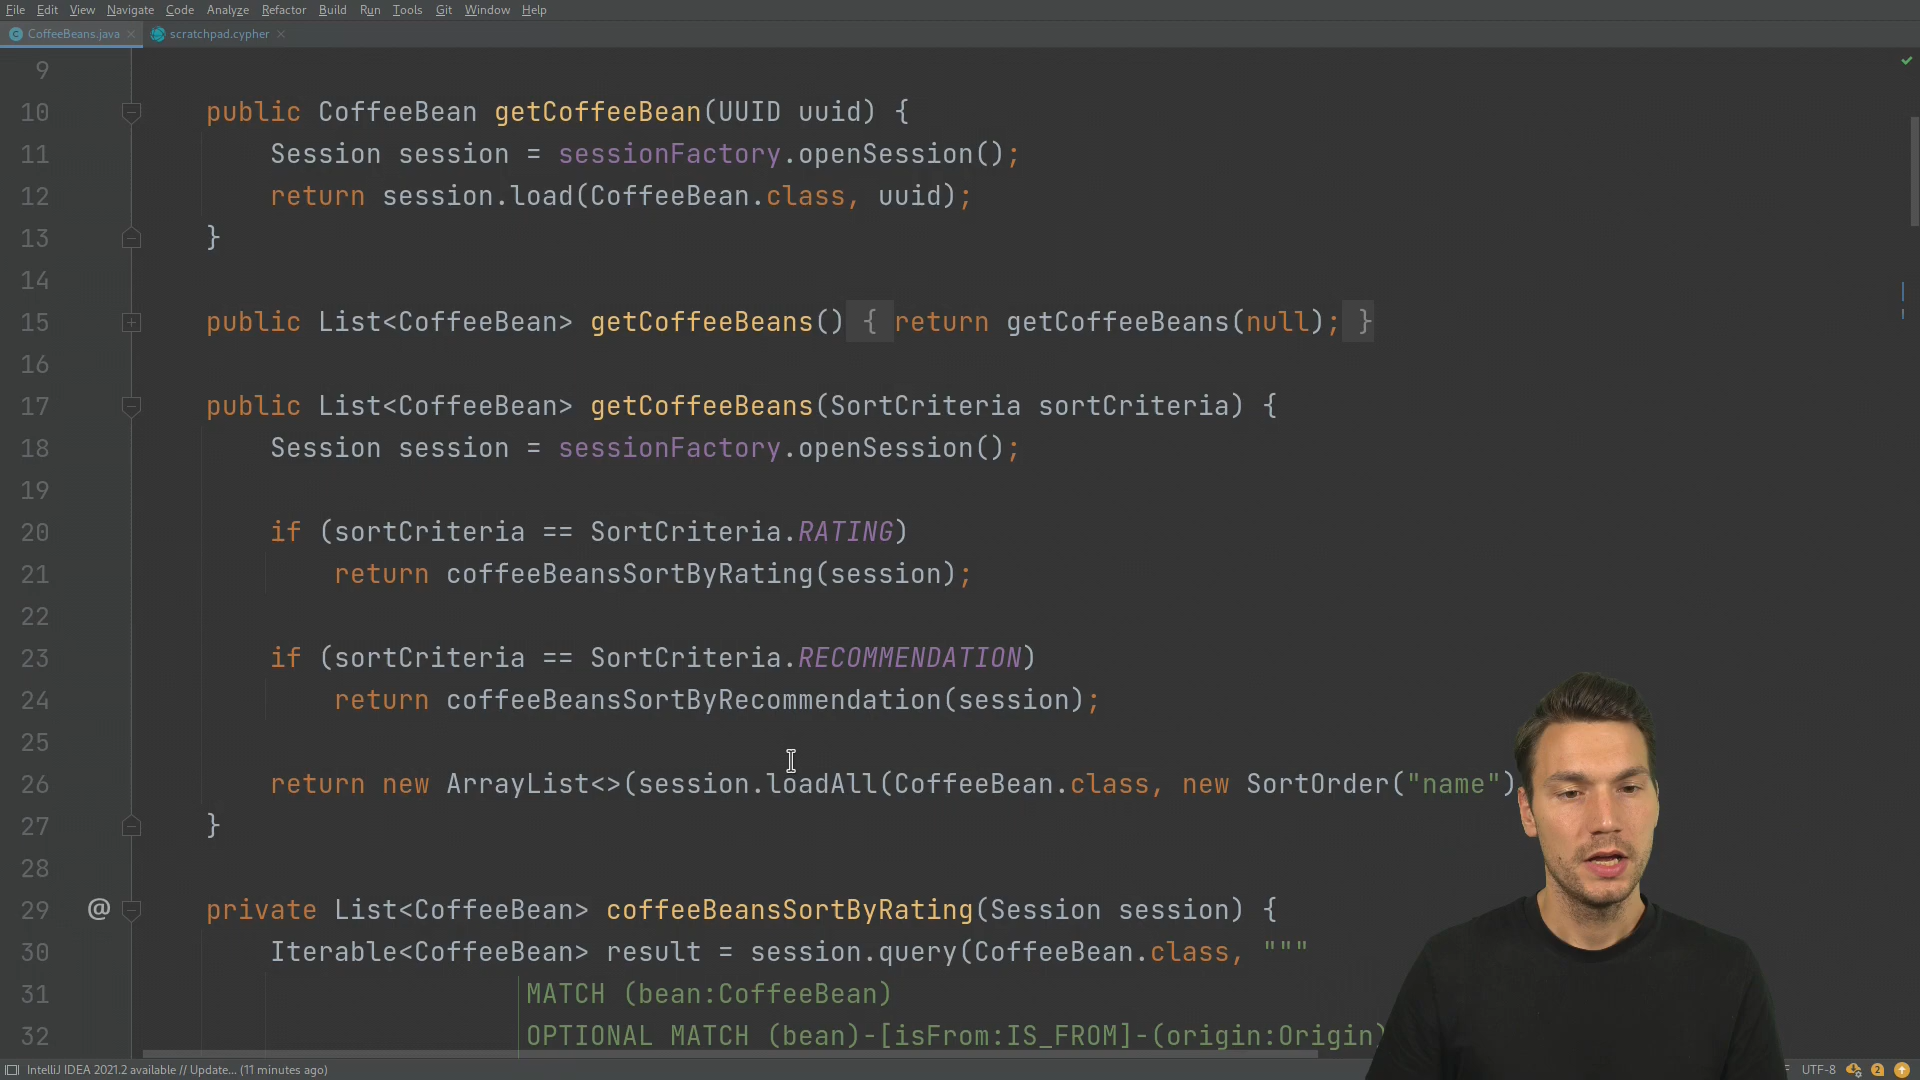 File Edit View Navigate Code Analyze Refactor Build Run Tools Git Window Help
CoffeeBeans.java scratchpad.cypher
9
10 public CoffeeBean getCoffeeBean(UUID uuid) {
11 Session session = sessionFactory.openSession();
12 return session.load(CoffeeBean.class, uuid);
13 }
14
15 public List<CoffeeBean> getCoffeeBeans() { return getCoffeeBeans(null); }
16
17 public List<CoffeeBean> getCoffeeBeans(SortCriteria sortCriteria) {
18 Session session = sessionFactory.openSession();
19
20 if (sortCriteria == SortCriteria.RATING)
21 return coffeeBeansSortByRating(session);
22
23 if (sortCriteria == SortCriteria.RECOMMENDATION)
24 return coffeeBeansSortByRecommendation(session);
25
26 return new ArrayList<>(session.loadAll(CoffeeBean.class, new SortOrder("name")
27 }
28
29 @ private List<CoffeeBean> coffeeBeansSortByRating(Session session) {
30 Iterable<CoffeeBean> result = session.query(CoffeeBean.class, """
31 MATCH (bean:CoffeeBean)
32 OPTIONAL MATCH (bean)-[isFrom:IS_FROM]-(origin:Origin)
IntelliJ IDEA 2021.2 available // Update... (11 minutes ago) UTF-8 2